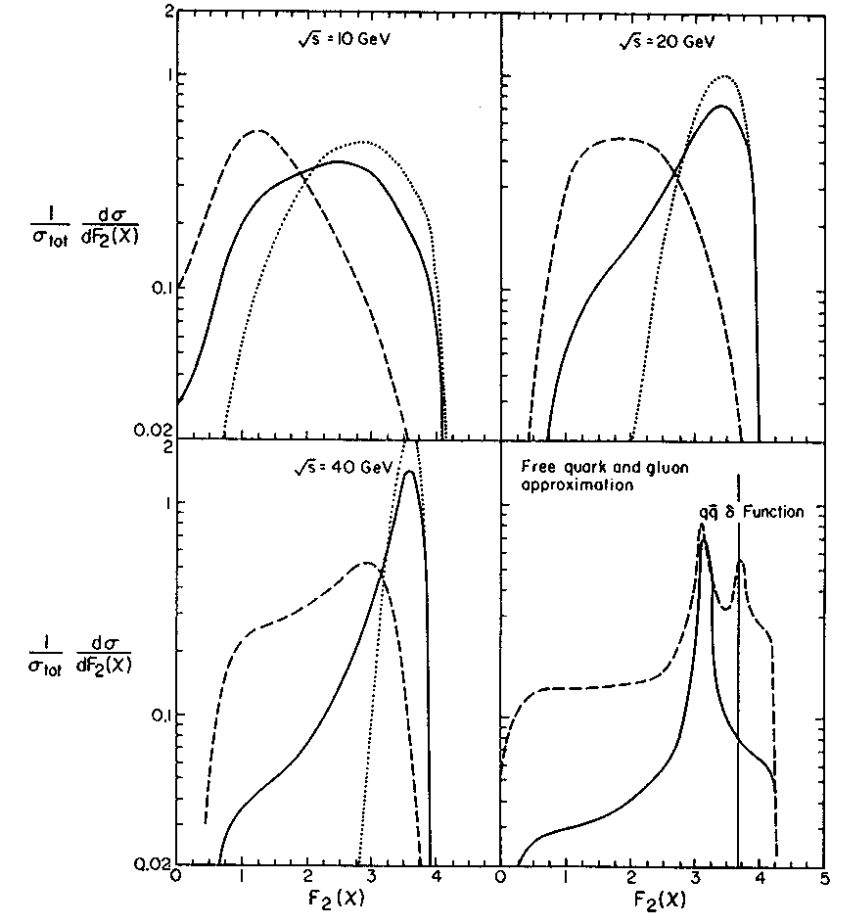 √s = 10 GeV
√s = 20 GeV
2
1
0.1
0.02
1/σtot dσ/dF2(X)
√s = 40 GeV
Free quark and gluon
approximation
qq̄ δ Function
2
1
0.1
0.02
1/σtot dσ/dF2(X)
0 1 2 3 4 0 1 2 3 4 5
F2(X) F2(X)